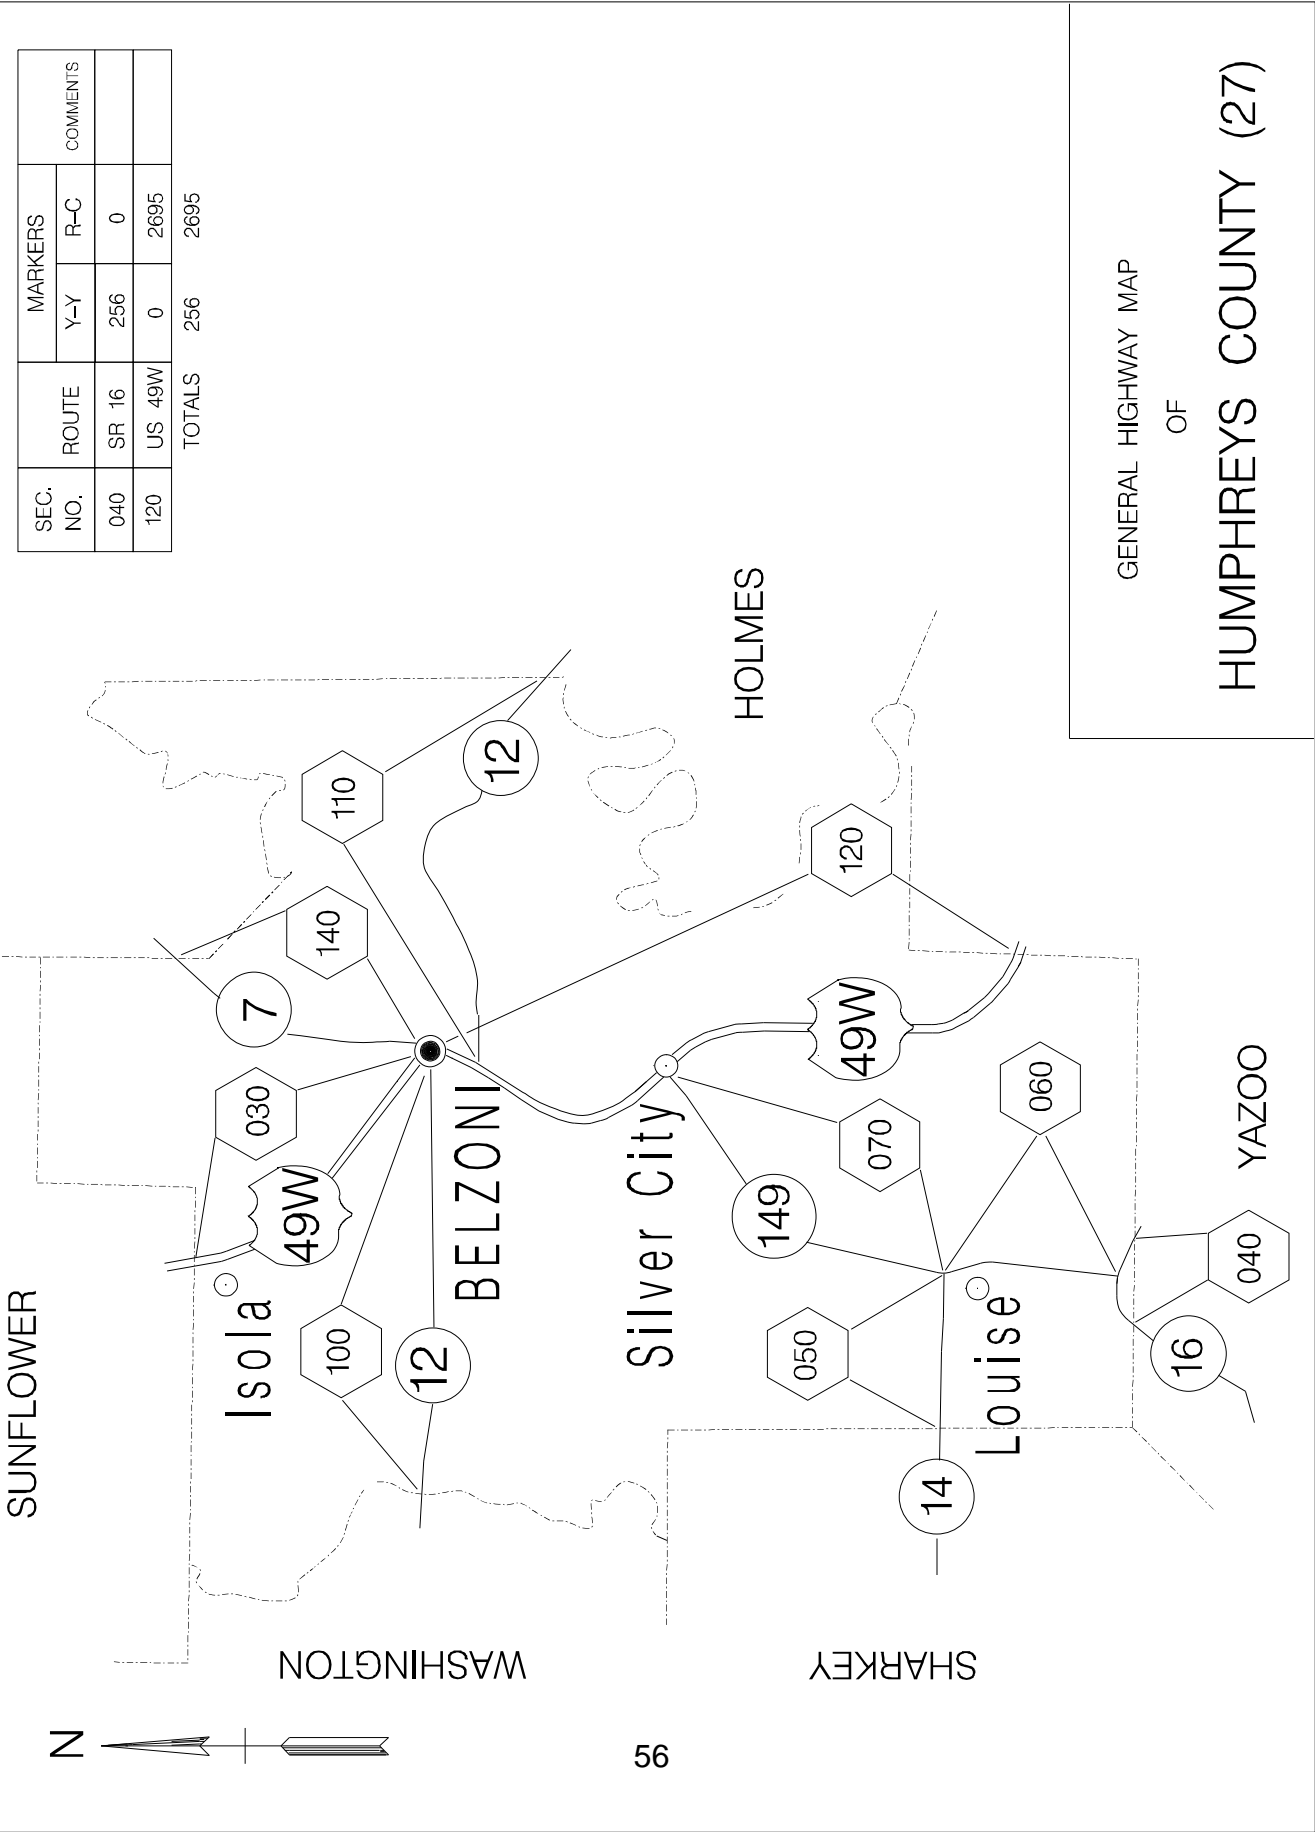 SEC. NO. ROUTE MARKERS COMMENTS
Y-Y R-C
040 SR 16 256 0
120 US 49W 0 2695
TOTALS 256 2695
N
SUNFLOWER
WASHINGTON
SHARKEY
HOLMES
YAZOO
Isola
49W
030
7
140
110
100
12
BELZONI
12
Silver City
149
070
49W
120
050
14
Louise
060
16
040
GENERAL HIGHWAY MAP
OF
HUMPHREYS COUNTY (27)
56